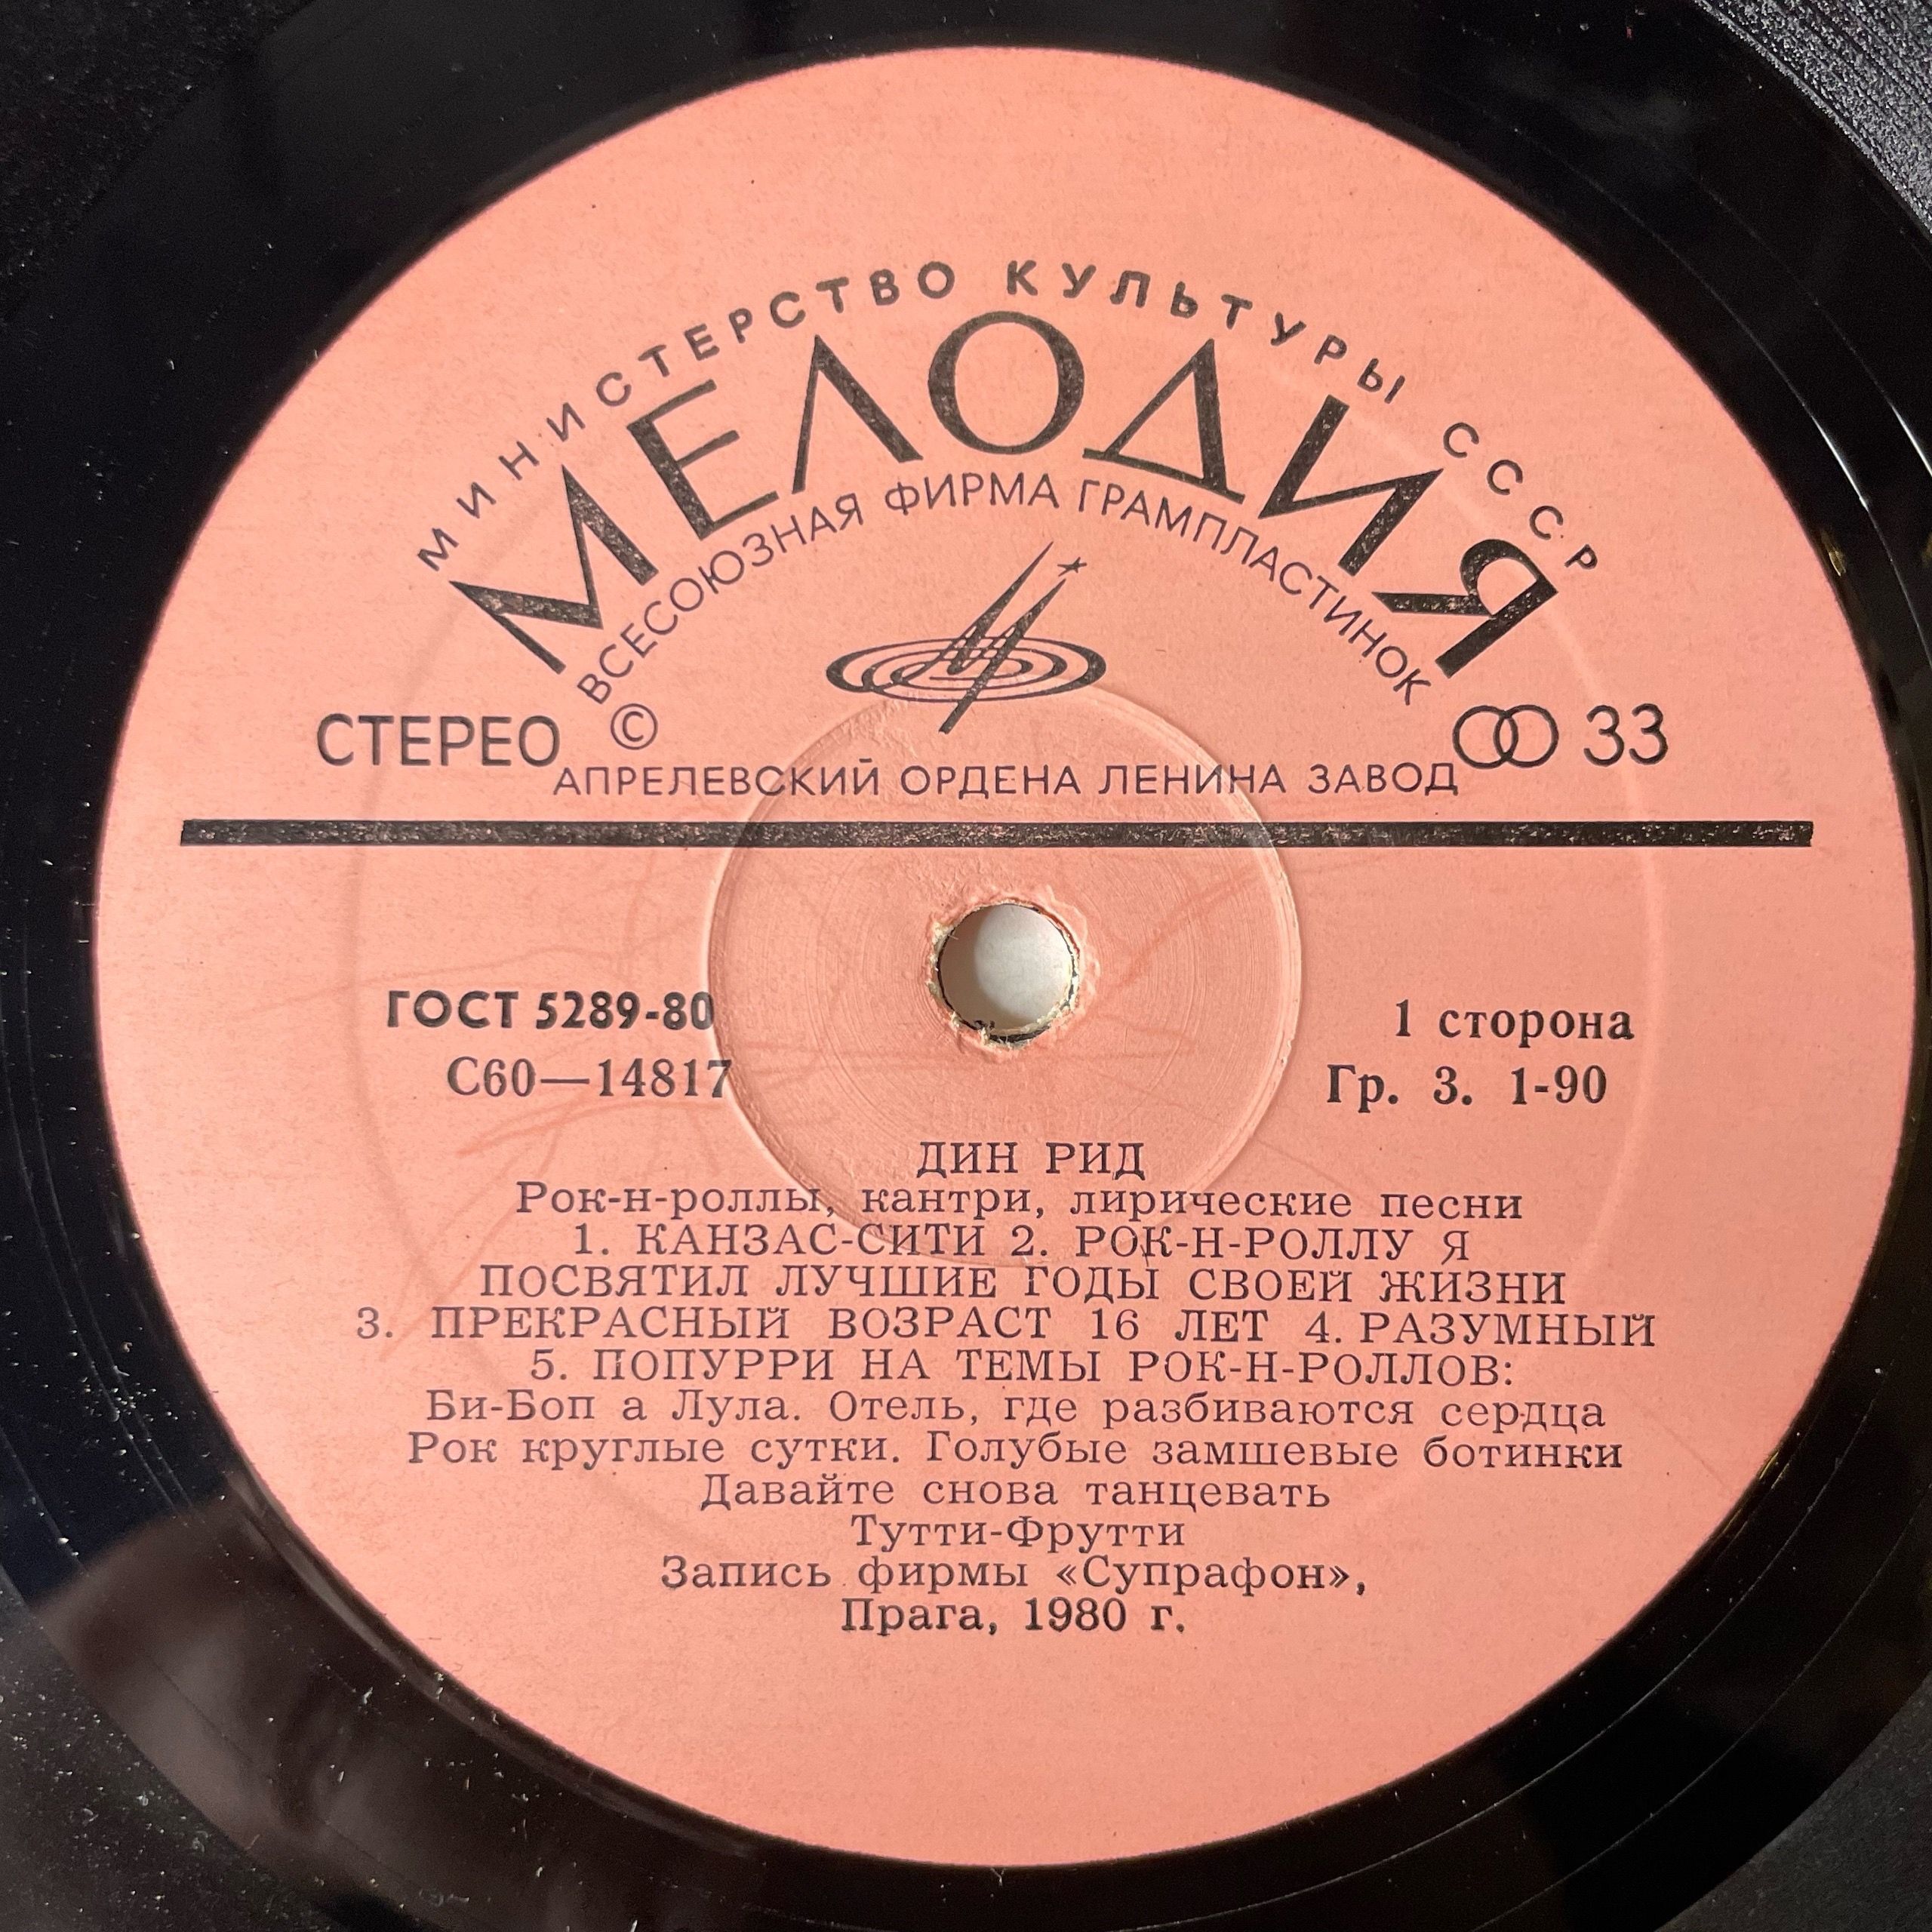 МИНИСТЕРСТВО КУЛЬТУРЫ СССР
МЕЛОДИЯ
ВСЕСОЮЗНАЯ ФИРМА ГРАМПЛАСТИНОК
СТЕРЕО © 33
АПРЕЛЕВСКИЙ ОРДЕНА ЛЕНИНА ЗАВОД
ГОСТ 5289-80 1 сторона
С60—14817 Гр. 3. 1-90
ДИН РИД
Рок-н-роллы, кантри, лирические песни
1. КАНЗАС-СИТИ 2. РОК-Н-РОЛЛУ Я
ПОСВЯТИЛ ЛУЧШИЕ ГОДЫ СВОЕЙ ЖИЗНИ
3. ПРЕКРАСНЫЙ ВОЗРАСТ 16 ЛЕТ 4. РАЗУМНЫЙ
5. ПОПУРРИ НА ТЕМЫ РОК-Н-РОЛЛОВ:
Би-Боп а Лула. Отель, где разбиваются сердца
Рок круглые сутки. Голубые замшевые ботинки
Давайте снова танцевать
Тутти-Фрутти
Запись фирмы «Супрафон»,
Прага, 1980 г.